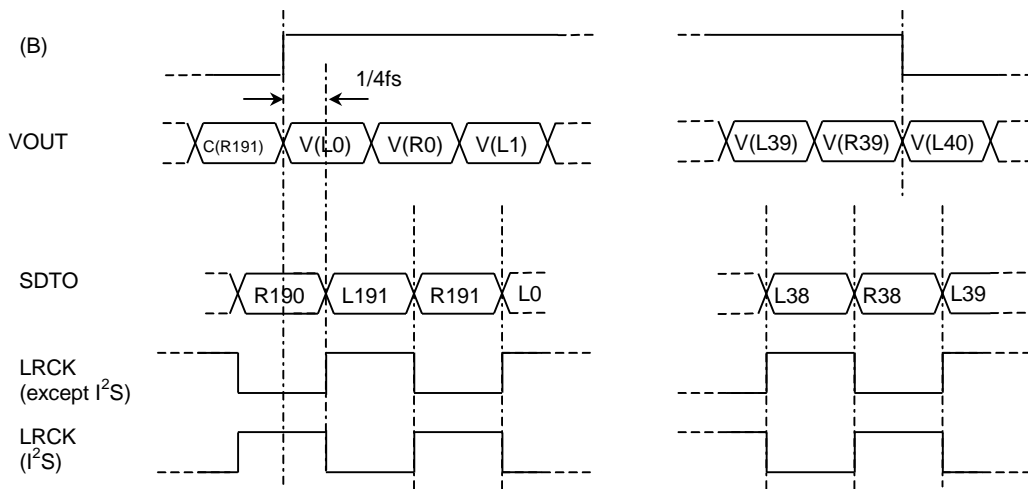 (B)
1/4fs
VOUT
C(R191) V(L0) V(R0) V(L1) V(L39) V(R39) V(L40)
SDTO
R190 L191 R191 L0 L38 R38 L39
LRCK
(except I²S)
LRCK
(I²S)